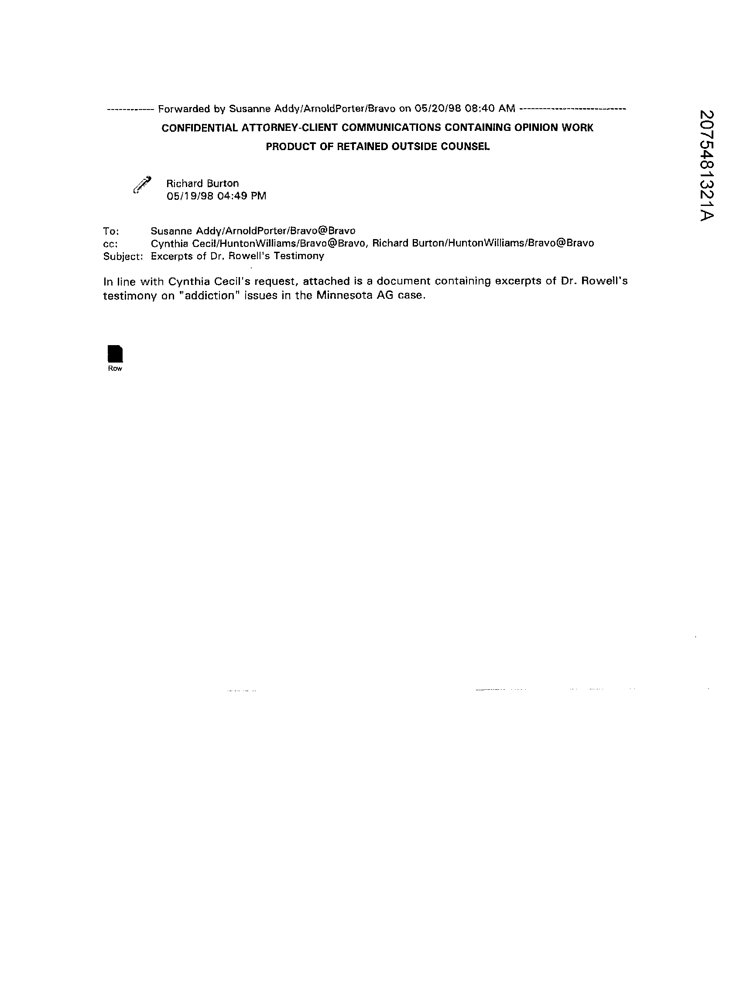 ------------ Forwarded by Susanne Addy/ArnoldPorter/Bravo on 05/20/98 08:40 AM ---------------------------
CONFIDENTIAL ATTORNEY-CLIENT COMMUNICATIONS CONTAINING OPINION WORK
PRODUCT OF RETAINED OUTSIDE COUNSEL
Richard Burton
05/19/98 04:49 PM
To: Susanne Addy/ArnoldPorter/Bravo@Bravo
cc: Cynthia Cecil/HuntonWilliams/Bravo@Bravo, Richard Burton/HuntonWilliams/Bravo@Bravo
Subject: Excerpts of Dr. Rowell's Testimony
In line with Cynthia Cecil's request, attached is a document containing excerpts of Dr. Rowell's
testimony on "addiction" issues in the Minnesota AG case.
Row
2075481321A